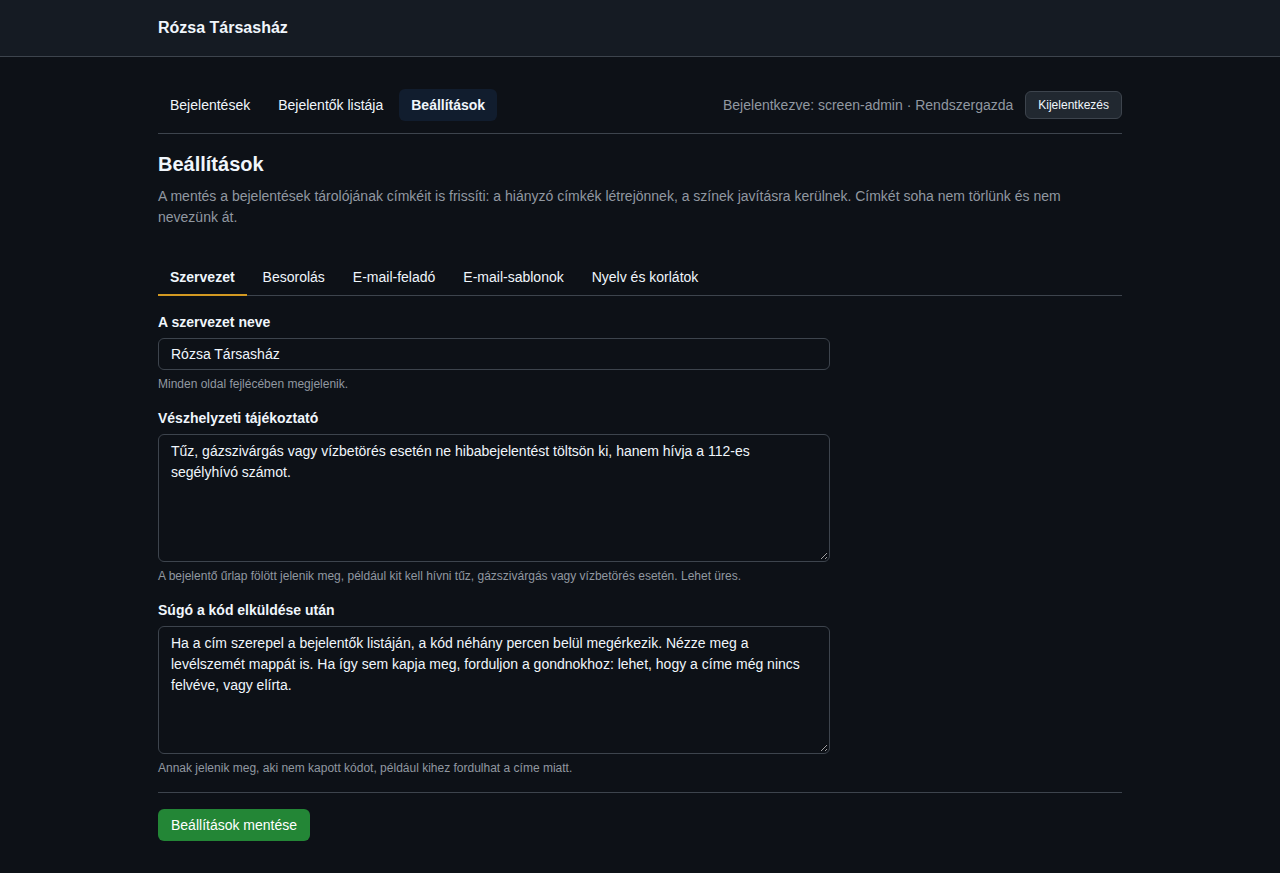 Rózsa Társasház
Bejelentések
Bejelentők listája
Beállítások
Bejelentkezve: screen-admin · Rendszergazda
Kijelentkezés
Beállítások
A mentés a bejelentések tárolójának címkéit is frissíti: a hiányzó címkék létrejönnek, a színek javításra kerülnek. Címkét soha nem törlünk és nem
nevezünk át.
Szervezet
Besorolás
E-mail-feladó
E-mail-sablonok
Nyelv és korlátok
A szervezet neve
Rózsa Társasház
Minden oldal fejlécében megjelenik.
Vészhelyzeti tájékoztató
Tűz, gázszivárgás vagy vízbetörés esetén ne hibabejelentést töltsön ki, hanem hívja a 112-es
segélyhívó számot.
A bejelentő űrlap fölött jelenik meg, például kit kell hívni tűz, gázszivárgás vagy vízbetörés esetén. Lehet üres.
Súgó a kód elküldése után
Ha a cím szerepel a bejelentők listáján, a kód néhány percen belül megérkezik. Nézze meg a
levélszemét mappát is. Ha így sem kapja meg, forduljon a gondnokhoz: lehet, hogy a címe még nincs
felvéve, vagy elírta.
Annak jelenik meg, aki nem kapott kódot, például kihez fordulhat a címe miatt.
Beállítások mentése